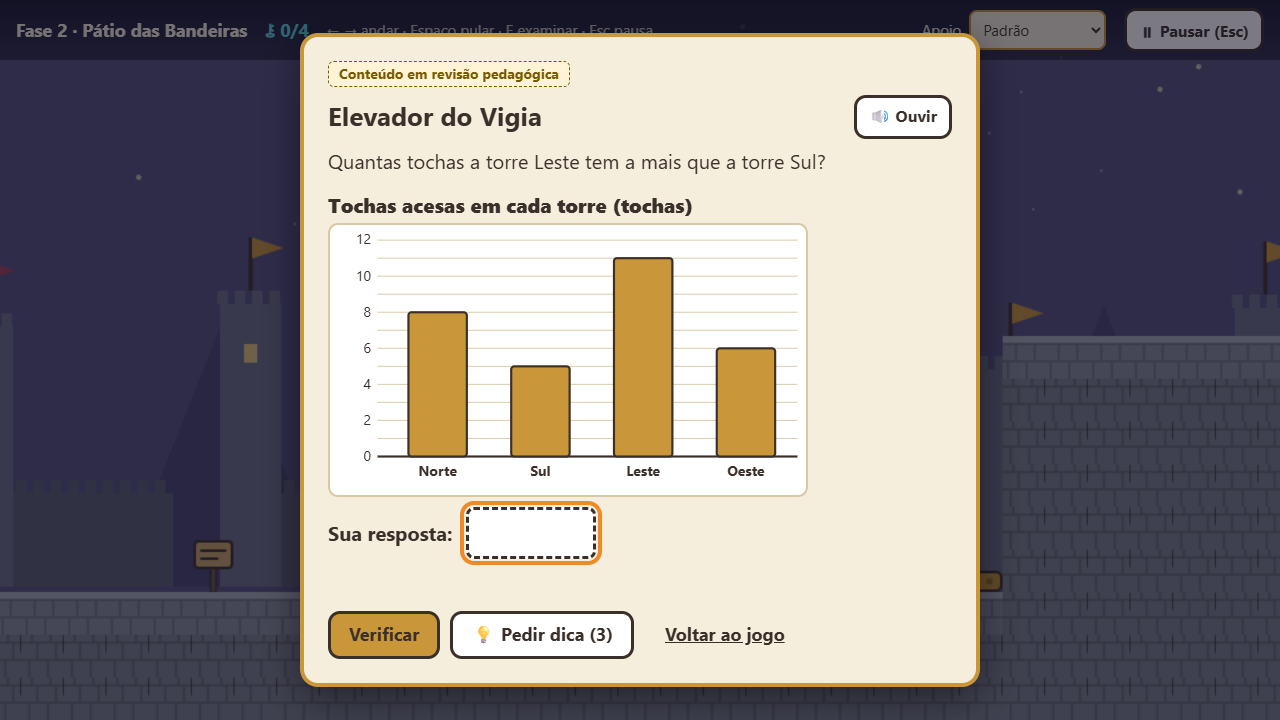 Fase 2 · Pátio das Bandeiras
0/4
← → andar · Espaço pular · E examinar · Esc pausa
Apoio
Padrão
Pausar (Esc)
Conteúdo em revisão pedagógica
Elevador do Vigia
Ouvir
Quantas tochas a torre Leste tem a mais que a torre Sul?
Tochas acesas em cada torre (tochas)
12
10
8
6
4
2
0
Norte Sul Leste Oeste
Sua resposta:
Verificar
Pedir dica (3)
Voltar ao jogo